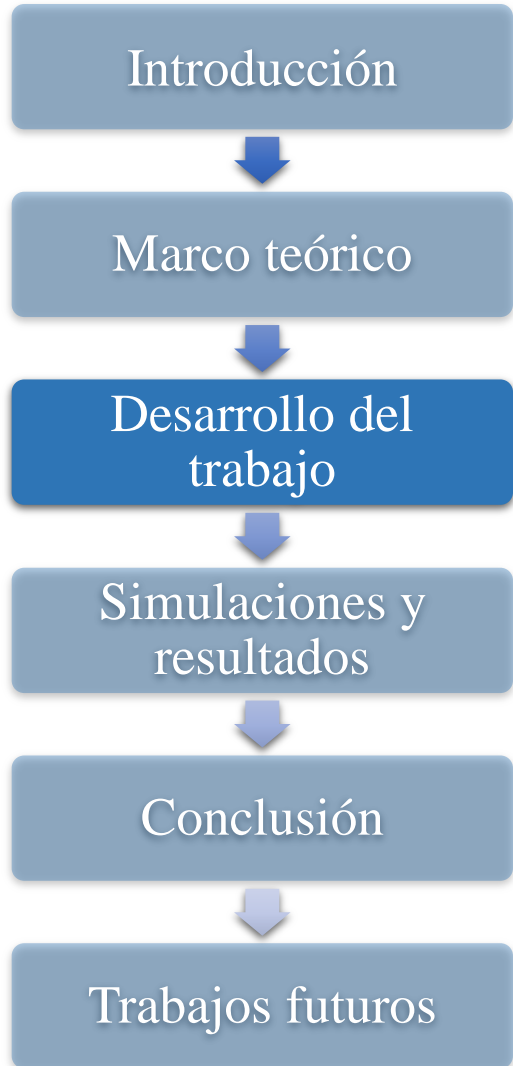 Introducción
Marco teórico
Desarrollo del
trabajo
Simulaciones y
resultados
Conclusión
Trabajos futuros